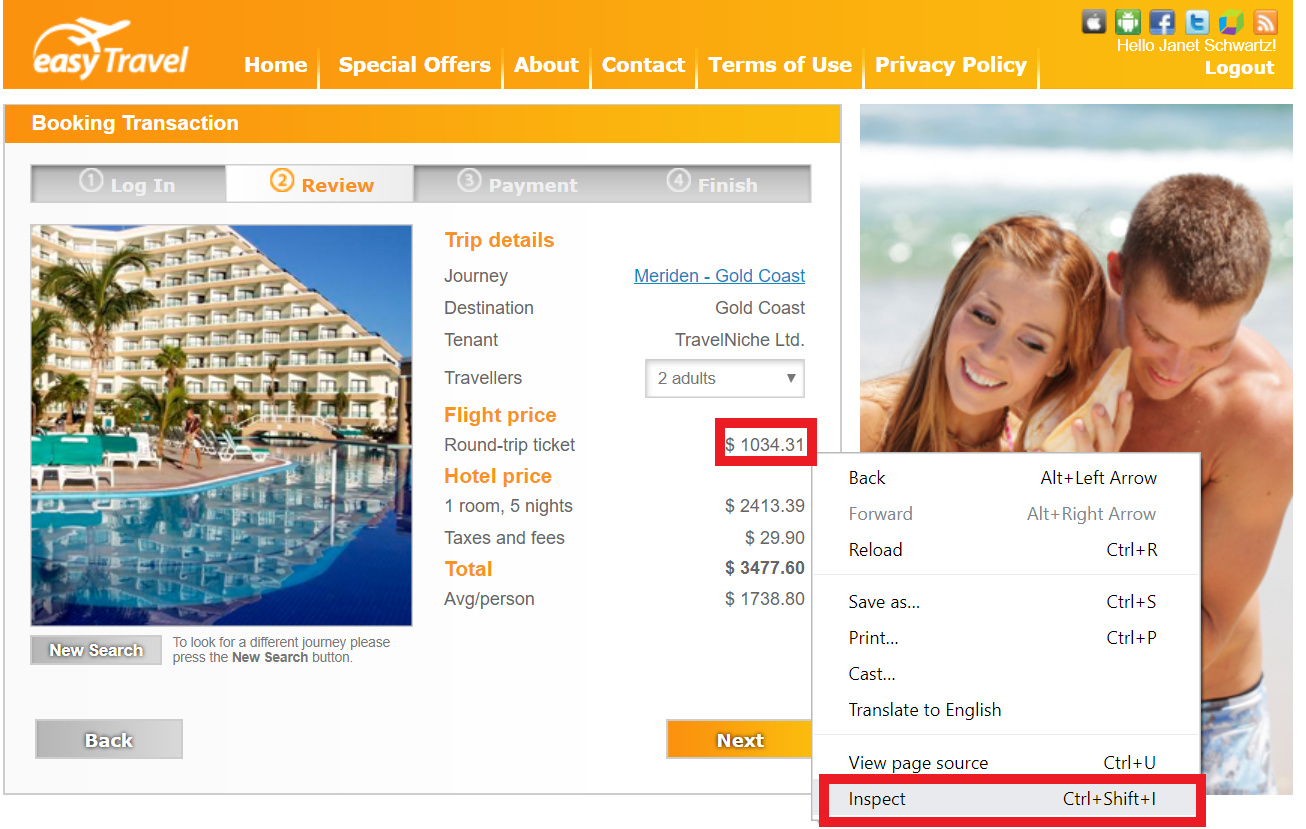 easyTravel
Home Special Offers About Contact Terms of Use Privacy Policy
Hello Janet Schwartz!
Logout
Booking Transaction
1 Log In 2 Review 3 Payment 4 Finish
Trip details
Journey Meriden - Gold Coast
Destination Gold Coast
Tenant TravelNiche Ltd.
Travellers 2 adults ▼
Flight price
Round-trip ticket $ 1034.31
Hotel price
1 room, 5 nights $ 2413.39
Taxes and fees $ 29.90
Total $ 3477.60
Avg/person $ 1738.80
New Search
To look for a different journey please
press the New Search button.
Back
Next
Back Alt+Left Arrow
Forward Alt+Right Arrow
Reload Ctrl+R
Save as... Ctrl+S
Print... Ctrl+P
Cast...
Translate to English
View page source Ctrl+U
Inspect Ctrl+Shift+I